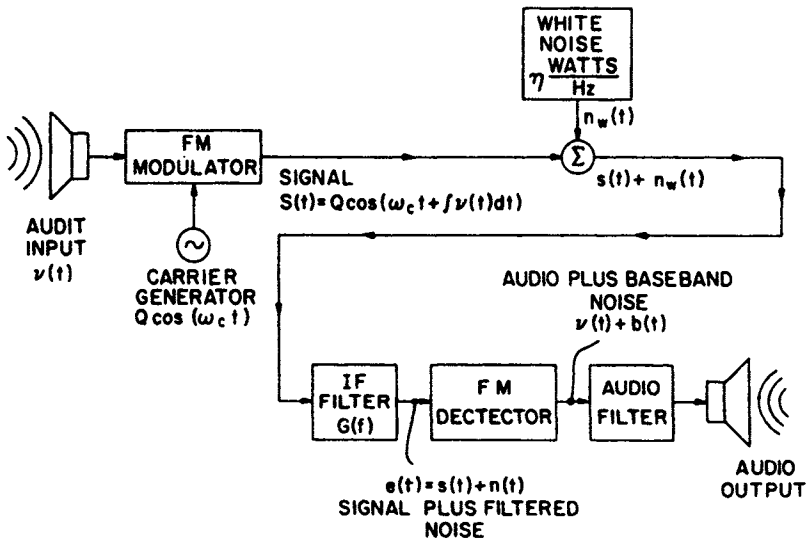 WHITE
NOISE
η WATTS/Hz
n_w(t)
FM
MODULATOR
Σ
SIGNAL
S(t)=Q cos(ω_c t+∫ν(t)dt)
s(t)+n_w(t)
AUDIT
INPUT
ν(t)
CARRIER
GENERATOR
Q cos (ω_c t)
AUDIO PLUS BASEBAND
NOISE
ν(t)+b(t)
IF
FILTER
G(f)
FM
DECTECTOR
AUDIO
FILTER
AUDIO
OUTPUT
e(t)=s(t)+n(t)
SIGNAL PLUS FILTERED
NOISE